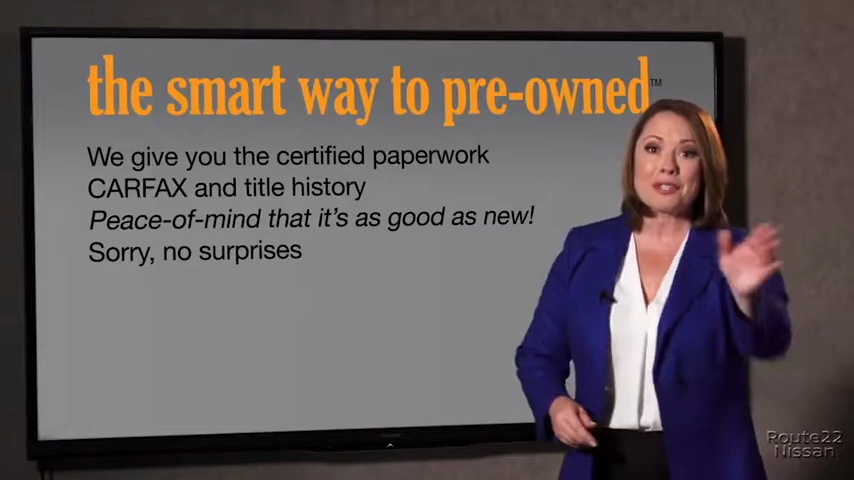 the smart way to pre-owned™
We give you the certified paperwork
CARFAX and title history
Peace-of-mind that it's as good as new!
Sorry, no surprises
Route22
Nissan